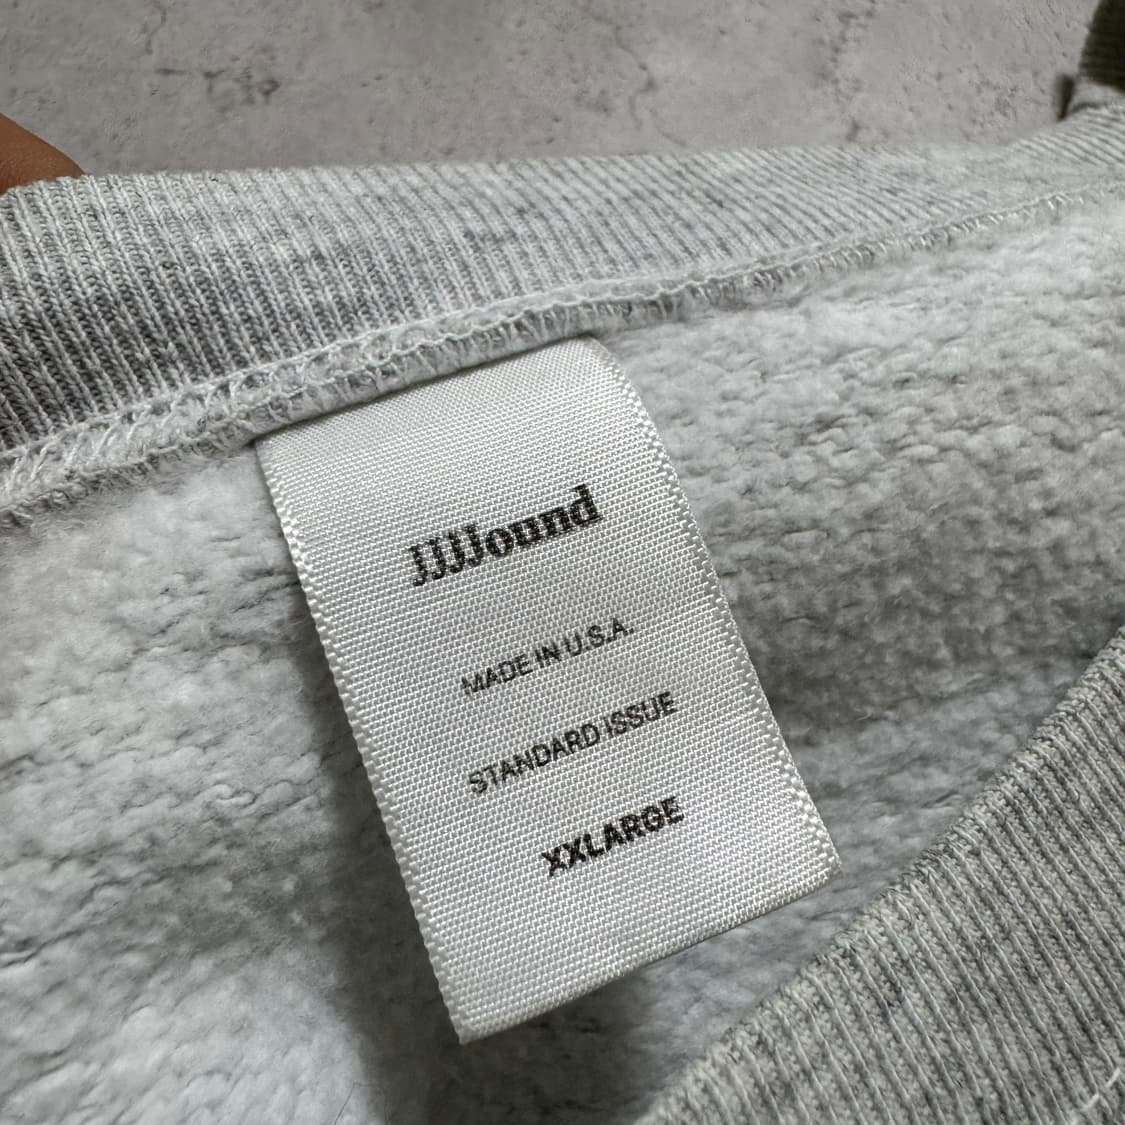 JJJJound
MADE IN U.S.A.
STANDARD ISSUE
XXLARGE